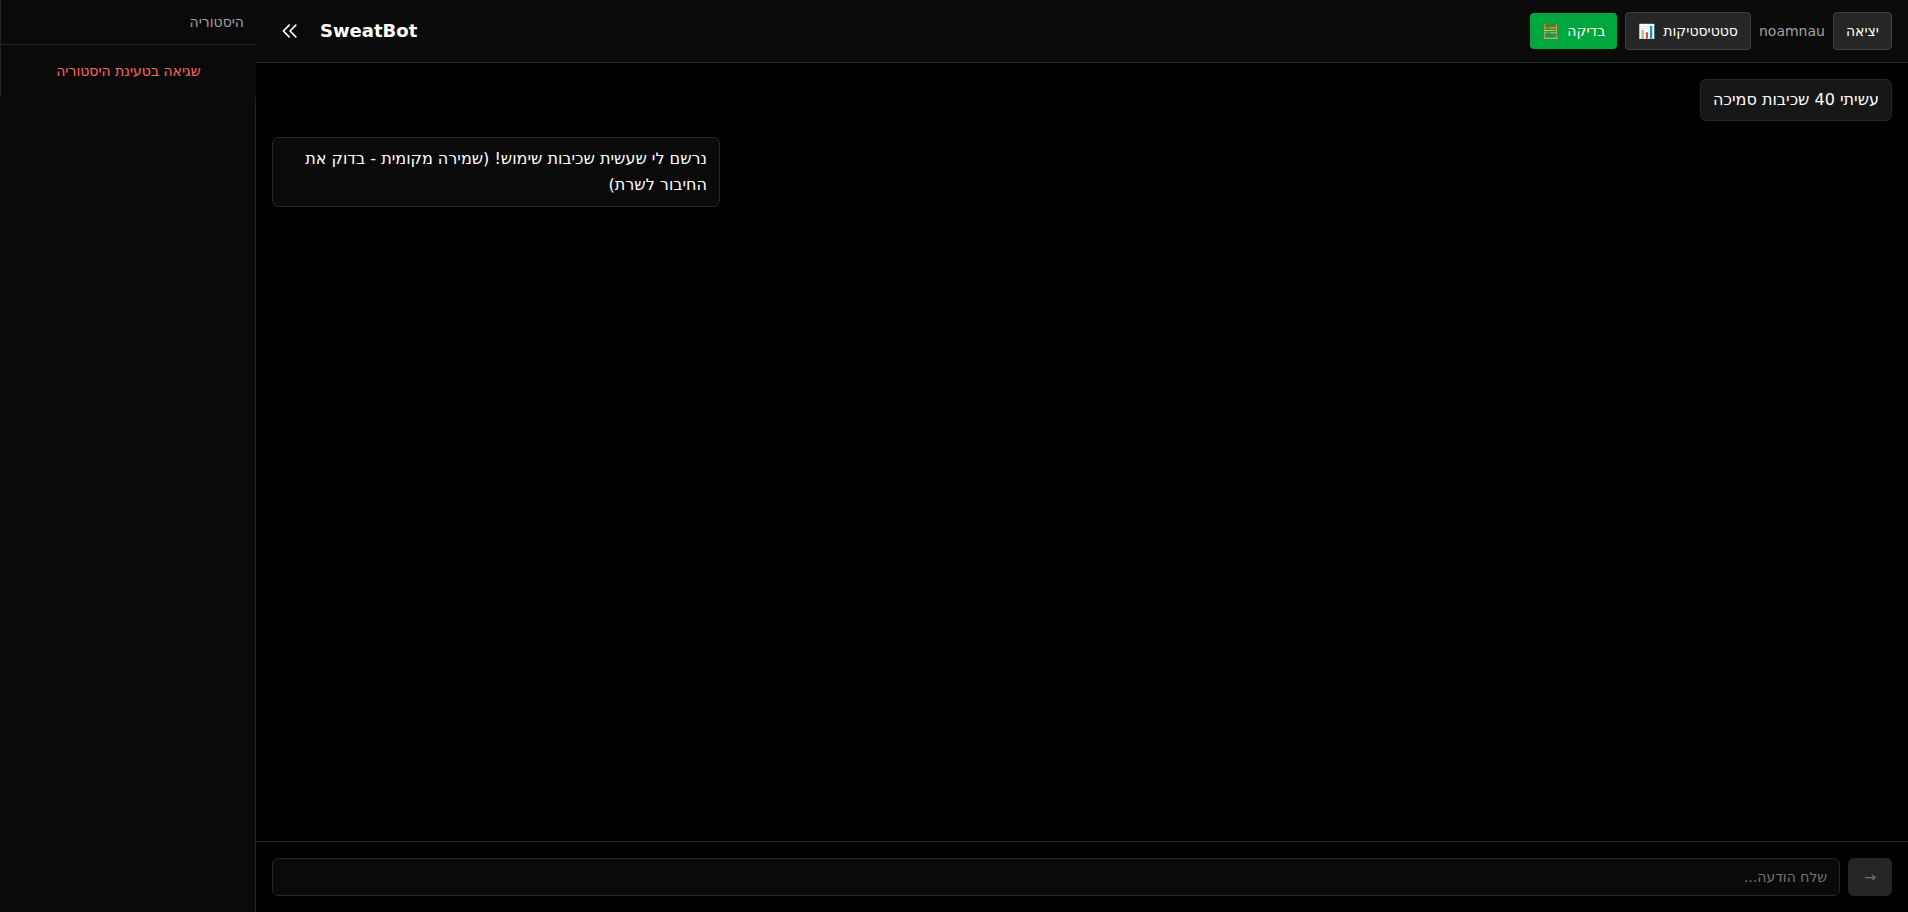 היסטוריה
שגיאה בטעינת היסטוריה
SweatBot
בדיקה 🧮
סטטיסטיקות 📊
noamnau
יציאה
עשיתי 40 שכיבות סמיכה
נרשם לי שעשית שכיבות שימוש! (שמירה מקומית - בדוק את
החיבור לשרת)
שלח הודעה...
→